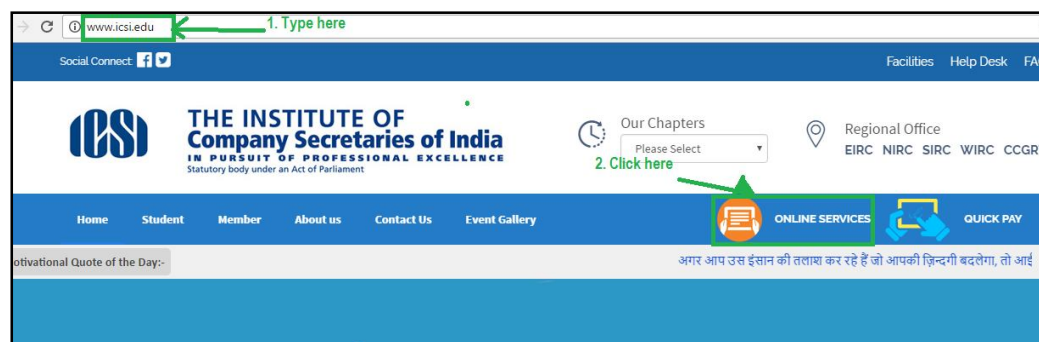 www.icsi.edu
1. Type here
Social Connect:
Facilities Help Desk
ICSI
THE INSTITUTE OF
Company Secretaries of India
IN PURSUIT OF PROFESSIONAL EXCELLENCE
Statutory body under an Act of Parliament
Our Chapters
Please Select
Regional Office
EIRC NIRC SIRC WIRC CCGR
2. Click here
Home Student Member About us Contact Us Event Gallery ONLINE SERVICES QUICK PAY
otivational Quote of the Day:-
अगर आप उस इंसान की तलाश कर रहे हैं जो आपकी ज़िन्दगी बदलेगा, तो आई